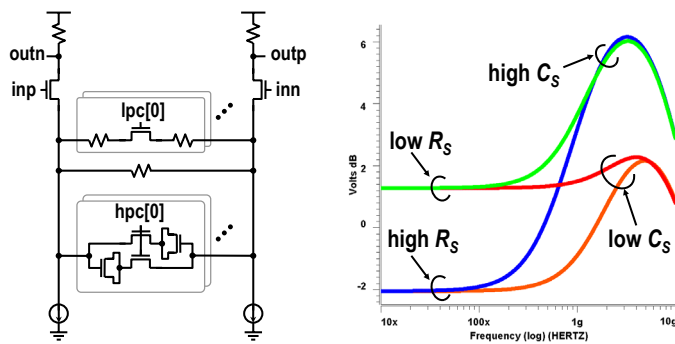 outn
outp
inp
inn
lpc[0]
hpc[0]
Volts dB
6
4
2
0
-2
high CS
low RS
high RS
low CS
10x
100x
1g
10g
Frequency (log) (HERTZ)